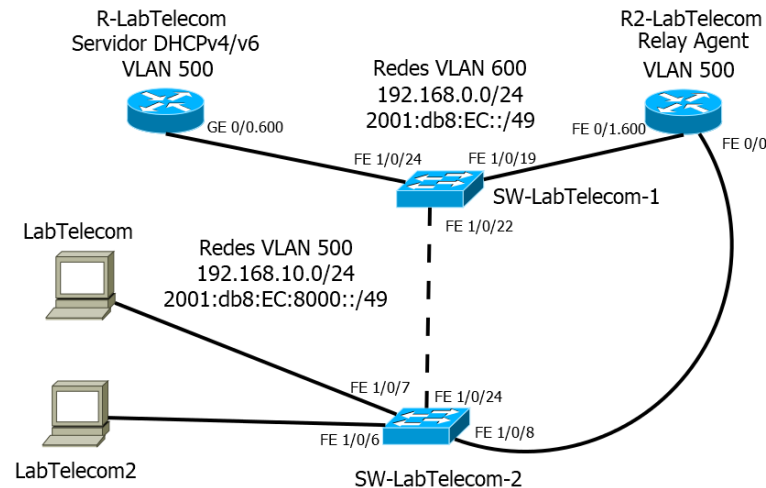 R-LabTelecom
Servidor DHCPv4/v6
VLAN 500
R2-LabTelecom
Relay Agent
VLAN 500
Redes VLAN 600
192.168.0.0/24
2001:db8:EC::/49
GE 0/0.600
FE 0/1.600
FE 0/0
FE 1/0/24
FE 1/0/19
SW-LabTelecom-1
FE 1/0/22
LabTelecom
Redes VLAN 500
192.168.10.0/24
2001:db8:EC:8000::/49
FE 1/0/7
FE 1/0/24
FE 1/0/6
FE 1/0/8
LabTelecom2
SW-LabTelecom-2